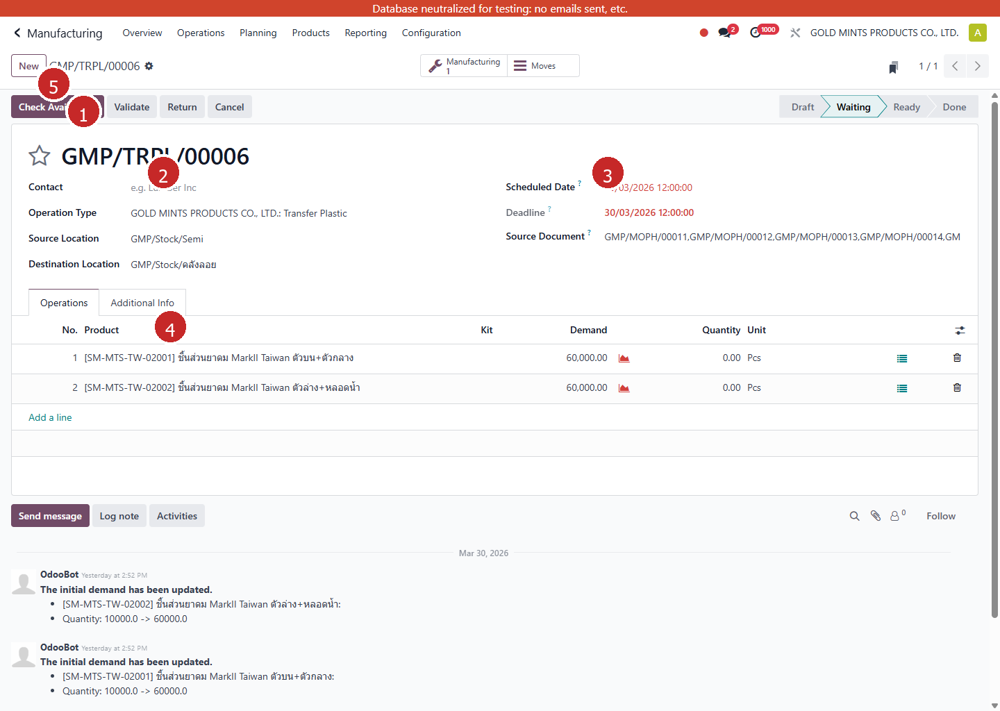 Database neutralized for testing: no emails sent, etc.
Manufacturing Overview Operations Planning Products Reporting Configuration 2 1000 GOLD MINTS PRODUCTS CO., LTD. A
New GMP/TRPL/00006 Manufacturing 1 Moves 1 / 1
5
Check 1 Validate Return Cancel Draft Waiting Ready Done
GMP/TRPL/00006
2 3
Contact e.g. Inc Scheduled Date ? /03/2026 12:00:00
Operation Type GOLD MINTS PRODUCTS CO., LTD.: Transfer Plastic Deadline ? 30/03/2026 12:00:00
Source Location GMP/Stock/Semi Source Document ? GMP/MOPH/00011,GMP/MOPH/00012,GMP/MOPH/00013,GMP/MOPH/00014,GM
Destination Location GMP/Stock/คลังลอย
Operations Additional Info
4
No. Product Kit Demand Quantity Unit
1 [SM-MTS-TW-02001] ชิ้นส่วนยาดม MarkII Taiwan ตัวบน+ตัวกลาง 60,000.00 0.00 Pcs
2 [SM-MTS-TW-02002] ชิ้นส่วนยาดม MarkII Taiwan ตัวล่าง+หลอดน้ำ 60,000.00 0.00 Pcs
Add a line
Send message Log note Activities 0 Follow
Mar 30, 2026
OdooBot Yesterday at 2:52 PM
The initial demand has been updated.
• [SM-MTS-TW-02002] ชิ้นส่วนยาดม MarkII Taiwan ตัวล่าง+หลอดน้ำ:
• Quantity: 10000.0 -> 60000.0
OdooBot Yesterday at 2:52 PM
The initial demand has been updated.
• [SM-MTS-TW-02001] ชิ้นส่วนยาดม MarkII Taiwan ตัวบน+ตัวกลาง:
• Quantity: 10000.0 -> 60000.0